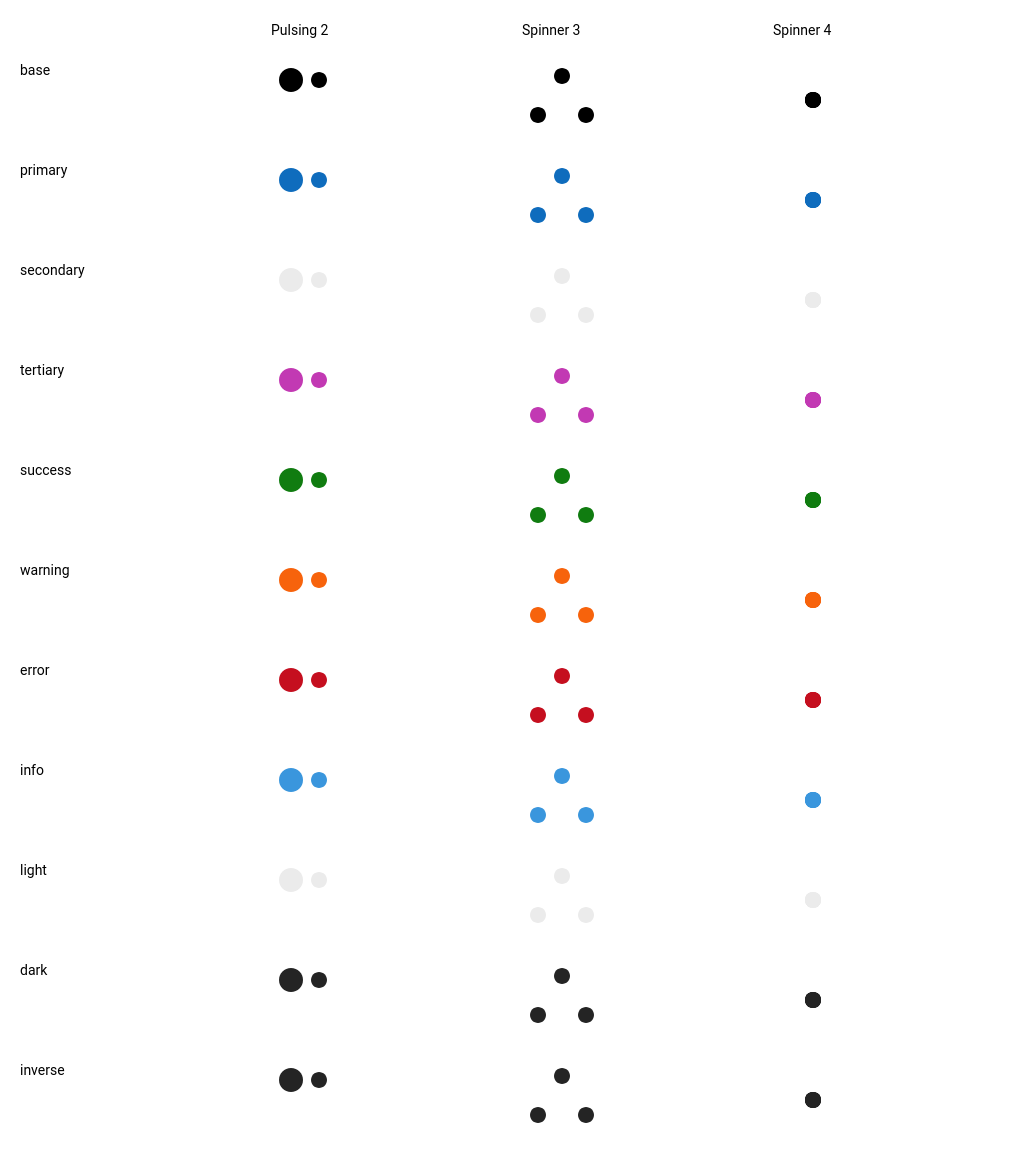 Pulsing 2 Spinner 3 Spinner 4
base
primary
secondary
tertiary
success
warning
error
info
light
dark
inverse